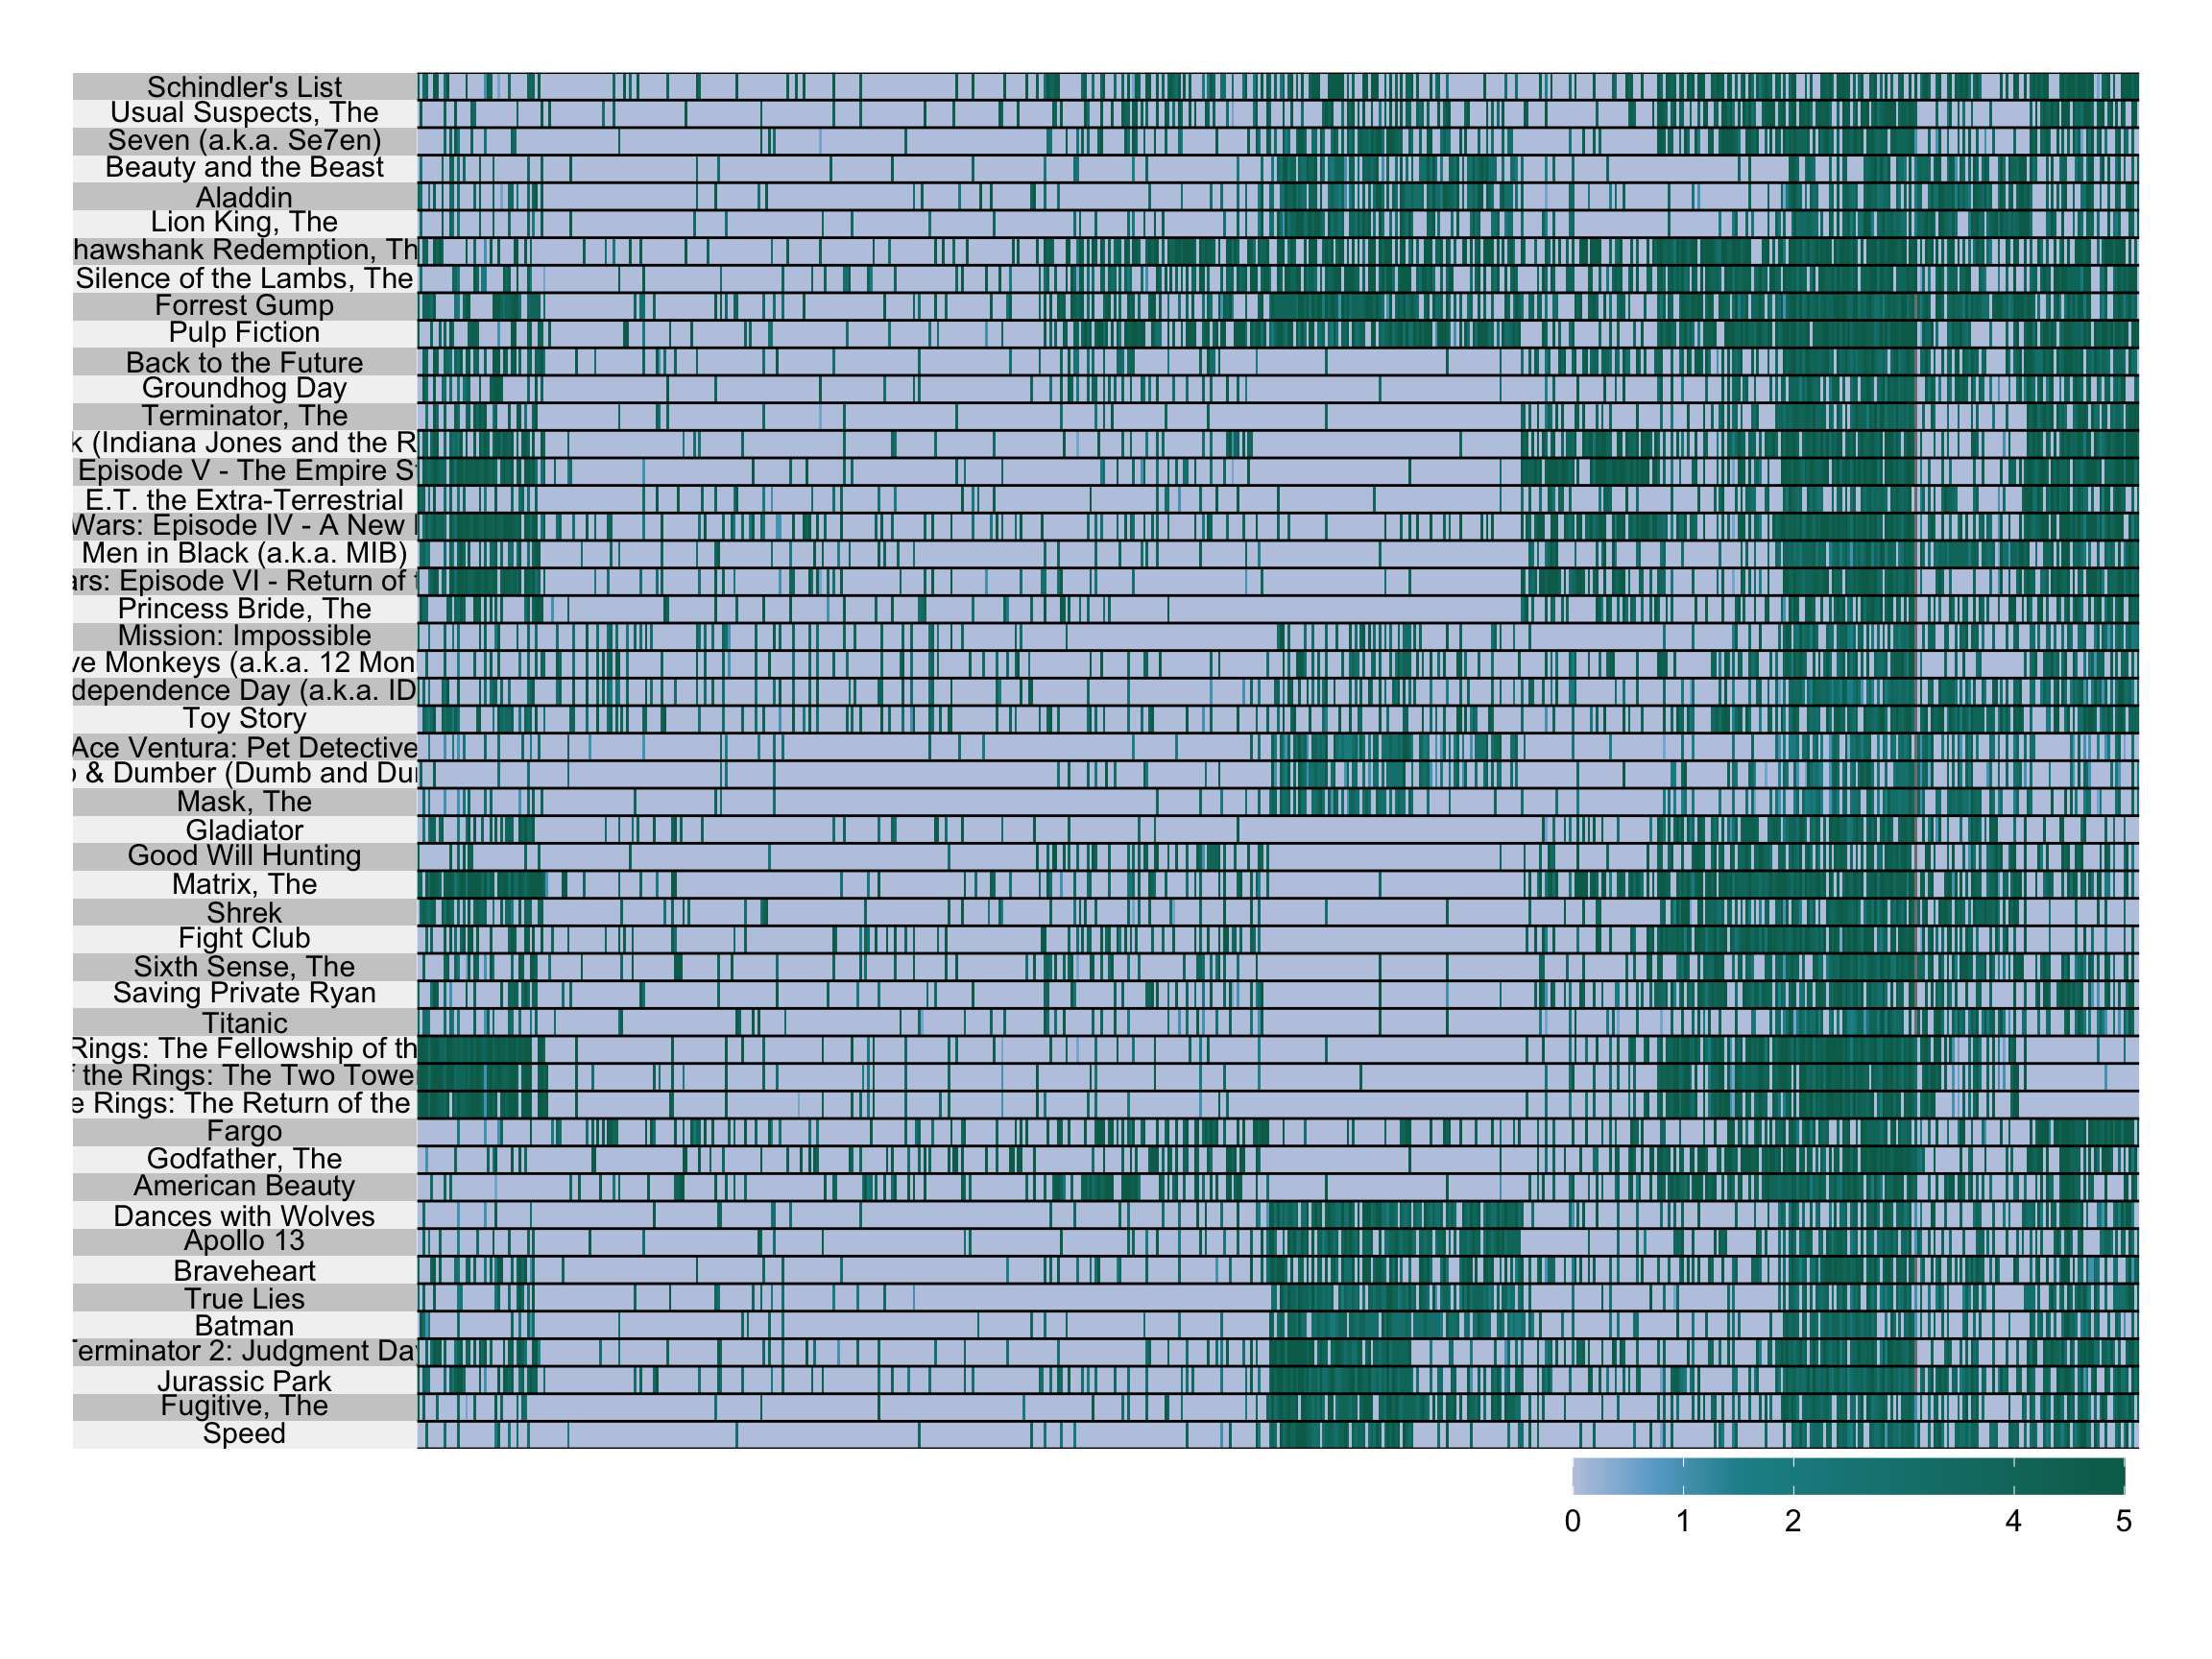 Schindler's List
Usual Suspects, The
Seven (a.k.a. Se7en)
Beauty and the Beast
Aladdin
Lion King, The
hawshank Redemption, Th
Silence of the Lambs, The
Forrest Gump
Pulp Fiction
Back to the Future
Groundhog Day
Terminator, The
k (Indiana Jones and the R
Episode V - The Empire S
E.T. the Extra-Terrestrial
Wars: Episode IV - A New
Men in Black (a.k.a. MIB)
ars: Episode VI - Return of t
Princess Bride, The
Mission: Impossible
ve Monkeys (a.k.a. 12 Mon
dependence Day (a.k.a. ID
Toy Story
Ace Ventura: Pet Detective
& Dumber (Dumb and Du
Mask, The
Gladiator
Good Will Hunting
Matrix, The
Shrek
Fight Club
Sixth Sense, The
Saving Private Ryan
Titanic
Rings: The Fellowship of th
f the Rings: The Two Towe
e Rings: The Return of the
Fargo
Godfather, The
American Beauty
Dances with Wolves
Apollo 13
Braveheart
True Lies
Batman
Terminator 2: Judgment Day
Jurassic Park
Fugitive, The
Speed
0 1 2 4 5